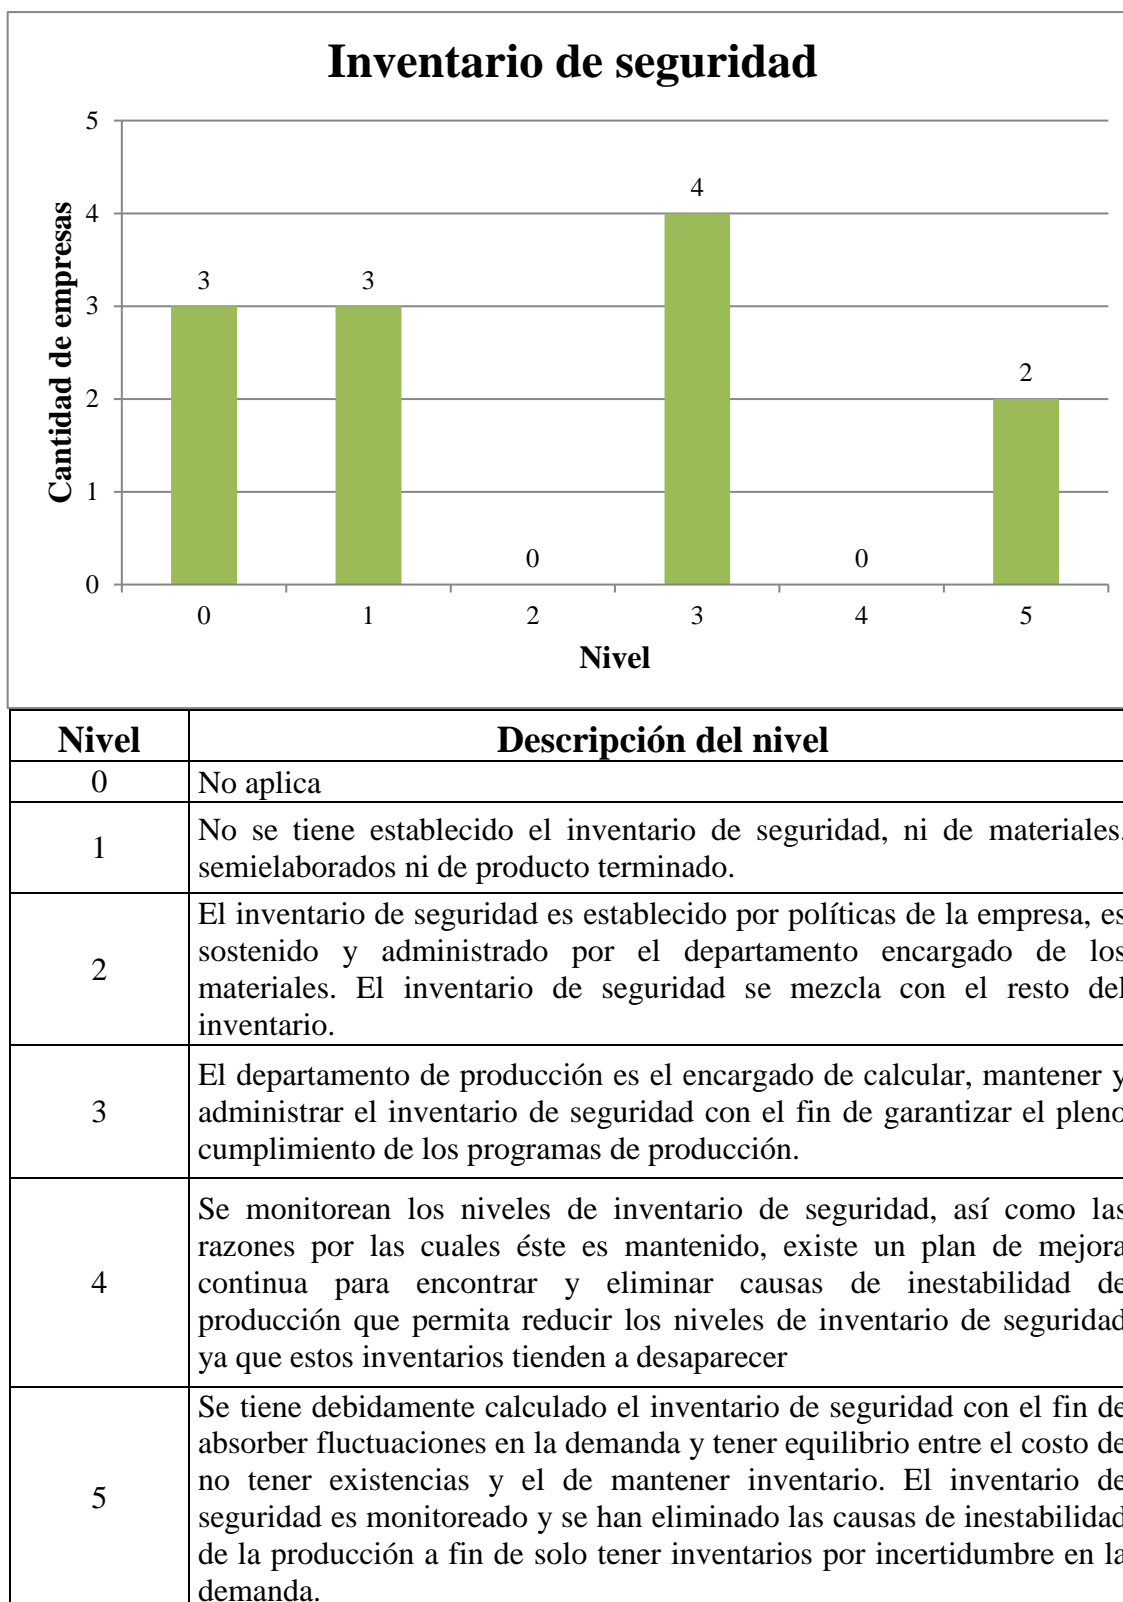 Inventario de seguridad
5
4
3
2
1
0
Cantidad de empresas
3
3
0
4
0
2
0 1 2 3 4 5
Nivel
Nivel Descripción del nivel
0 No aplica
1
No se tiene establecido el inventario de seguridad, ni de materiales,
semielaborados ni de producto terminado.
2
El inventario de seguridad es establecido por políticas de la empresa, es
sostenido y administrado por el departamento encargado de los
materiales. El inventario de seguridad se mezcla con el resto del
inventario.
3
El departamento de producción es el encargado de calcular, mantener y
administrar el inventario de seguridad con el fin de garantizar el pleno
cumplimiento de los programas de producción.
4
Se monitorean los niveles de inventario de seguridad, así como las
razones por las cuales éste es mantenido, existe un plan de mejora
continua para encontrar y eliminar causas de inestabilidad de
producción que permita reducir los niveles de inventario de seguridad
ya que estos inventarios tienden a desaparecer
5
Se tiene debidamente calculado el inventario de seguridad con el fin de
absorber fluctuaciones en la demanda y tener equilibrio entre el costo de
no tener existencias y el de mantener inventario. El inventario de
seguridad es monitoreado y se han eliminado las causas de inestabilidad
de la producción a fin de solo tener inventarios por incertidumbre en la
demanda.